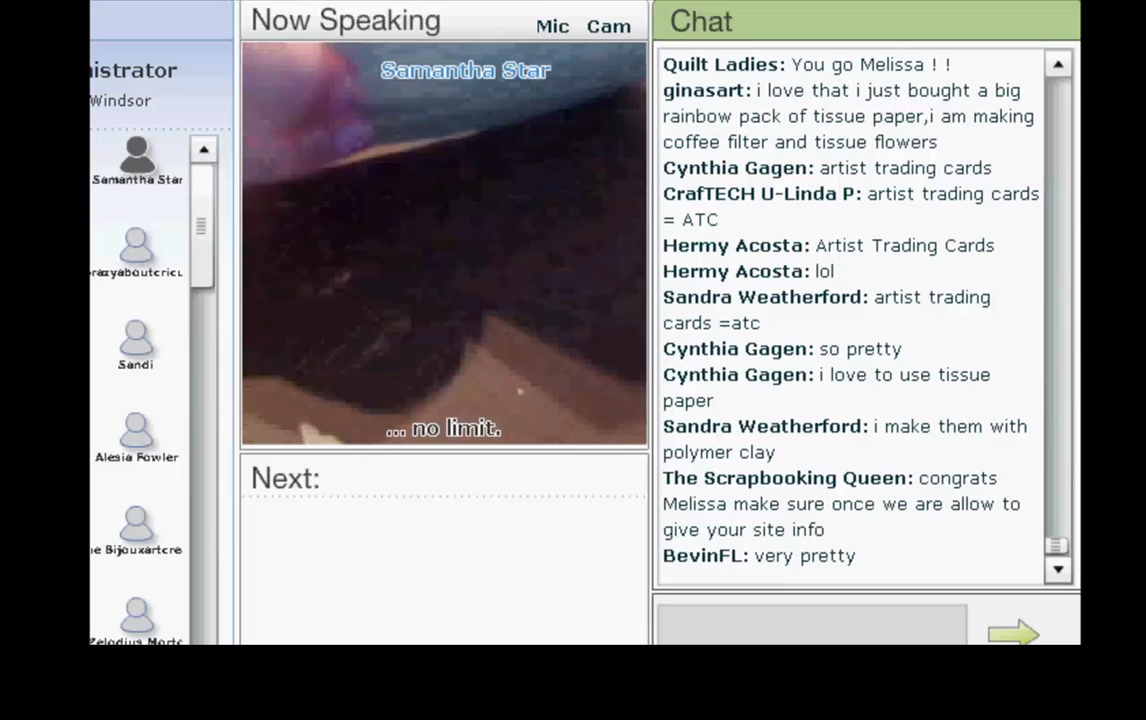 Now Speaking
Mic Cam
Samantha Star
... no limit.
Next:
istrator
Windsor
Samantha Star
razyaboutcricu
Sandi
Alesia Fowler
e Bijouxartcre
Chat
Quilt Ladies: You go Melissa ! !
ginasart: i love that i just bought a big
rainbow pack of tissue paper,i am making
coffee filter and tissue flowers
Cynthia Gagen: artist trading cards
CrafTECH U-Linda P: artist trading cards
= ATC
Hermy Acosta: Artist Trading Cards
Hermy Acosta: lol
Sandra Weatherford: artist trading
cards =atc
Cynthia Gagen: so pretty
Cynthia Gagen: i love to use tissue
paper
Sandra Weatherford: i make them with
polymer clay
The Scrapbooking Queen: congrats
Melissa make sure once we are allow to
give your site info
BevinFL: very pretty